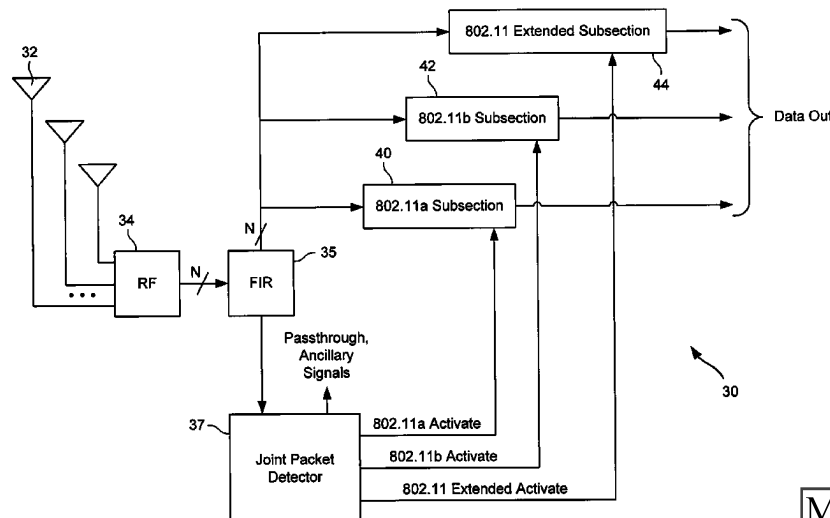 802.11 Extended Subsection
44
32
42
802.11b Subsection
Data Out
40
802.11a Subsection
34
RF
N
N
FIR
35
Passthrough,
Ancillary
Signals
30
37
Joint Packet
Detector
802.11a Activate
802.11b Activate
802.11 Extended Activate
M